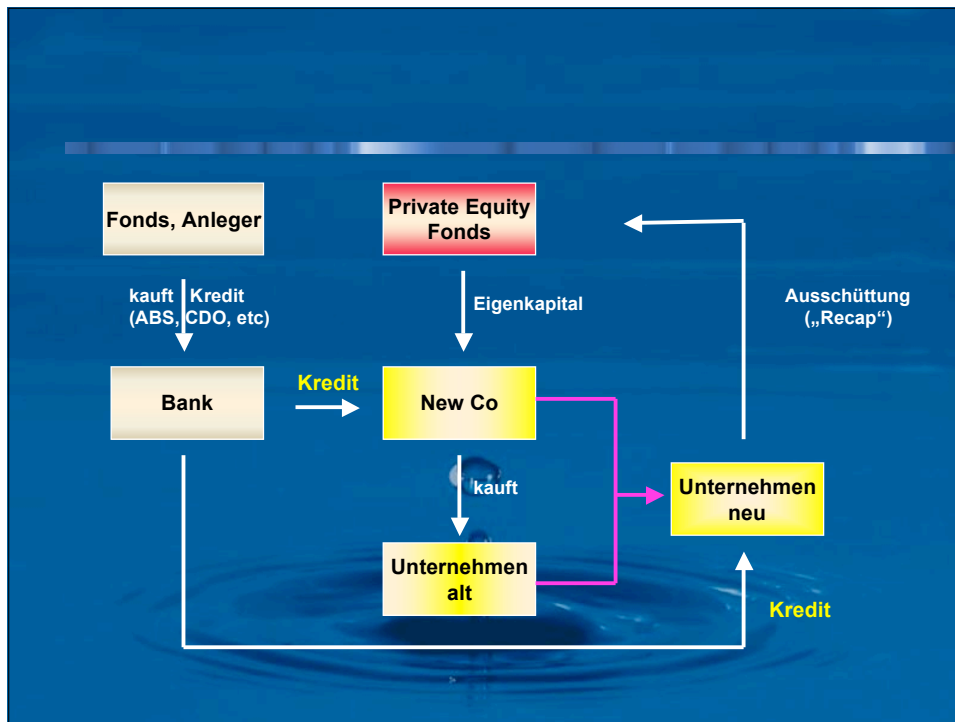 Fonds, Anleger
Private Equity
Fonds
kauft Kredit
(ABS, CDO, etc)
Eigenkapital
Ausschüttung
(„Recap“)
Bank
Kredit
New Co
kauft
Unternehmen
neu
Unternehmen
alt
Kredit